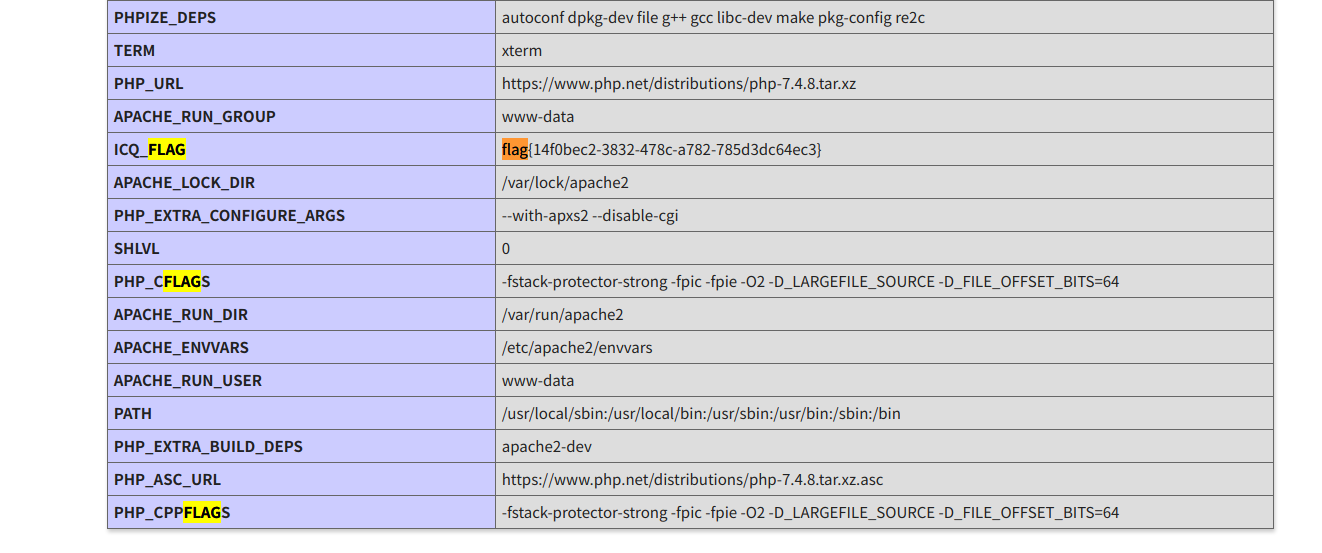 PHPIZE_DEPS autoconf dpkg-dev file g++ gcc libc-dev make pkg-config re2c
TERM xterm
PHP_URL https://www.php.net/distributions/php-7.4.8.tar.xz
APACHE_RUN_GROUP www-data
ICQ_FLAG flag{14f0bec2-3832-478c-a782-785d3dc64ec3}
APACHE_LOCK_DIR /var/lock/apache2
PHP_EXTRA_CONFIGURE_ARGS --with-apxs2 --disable-cgi
SHLVL 0
PHP_CFLAGS -fstack-protector-strong -fpic -fpie -O2 -D_LARGEFILE_SOURCE -D_FILE_OFFSET_BITS=64
APACHE_RUN_DIR /var/run/apache2
APACHE_ENVVARS /etc/apache2/envvars
APACHE_RUN_USER www-data
PATH /usr/local/sbin:/usr/local/bin:/usr/sbin:/usr/bin:/sbin:/bin
PHP_EXTRA_BUILD_DEPS apache2-dev
PHP_ASC_URL https://www.php.net/distributions/php-7.4.8.tar.xz.asc
PHP_CPPFLAGS -fstack-protector-strong -fpic -fpie -O2 -D_LARGEFILE_SOURCE -D_FILE_OFFSET_BITS=64